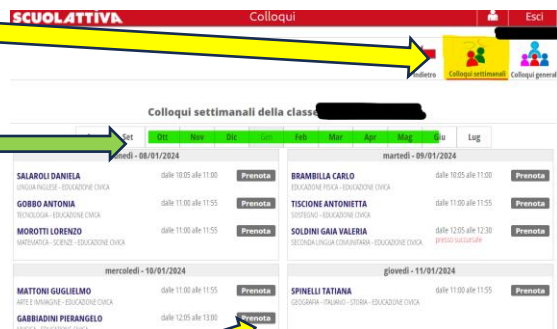 SCUOLATTIVA
Colloqui
Esci
Indietro
Colloqui settimanali
Colloqui generali
Colloqui settimanali della classe
Set Ott Nov Dic Gen Feb Mar Apr Mag Giu Lug
lunedì - 08/01/2024
SALAROLI DANIELA dalle 10:05 alle 11:00 Prenota
LINGUA INGLESE - EDUCAZIONE CIVICA
GOBBO ANTONIA dalle 11:00 alle 11:55 Prenota
TECNOLOGIA - EDUCAZIONE CIVICA
MOROTTI LORENZO dalle 11:00 alle 11:55 Prenota
MATEMATICA - SCIENZE - EDUCAZIONE CIVICA
martedì - 09/01/2024
BRAMBILLA CARLO dalle 10:05 alle 11:00 Prenota
EDUCAZIONE FISICA - EDUCAZIONE CIVICA
TISCIONE ANTONIETTA dalle 11:00 alle 11:55 Prenota
SOSTEGNO - EDUCAZIONE CIVICA
SOLDINI GAIA VALERIA dalle 12:05 alle 12:30 Prenota
SECONDA LINGUA COMUNITARIA - EDUCAZIONE CIVICA presso succursale
mercoledì - 10/01/2024
MATTONI GUGLIELMO dalle 11:00 alle 11:55 Prenota
ARTE E IMMAGINE - EDUCAZIONE CIVICA
GABBIADINI PIERANGELO dalle 12:05 alle 13:00 Prenota
MUSICA - EDUCAZIONE CIVICA
giovedì - 11/01/2024
SPINELLI TATIANA dalle 11:00 alle 11:55 Prenota
GEOGRAFIA - ITALIANO - STORIA - EDUCAZIONE CIVICA